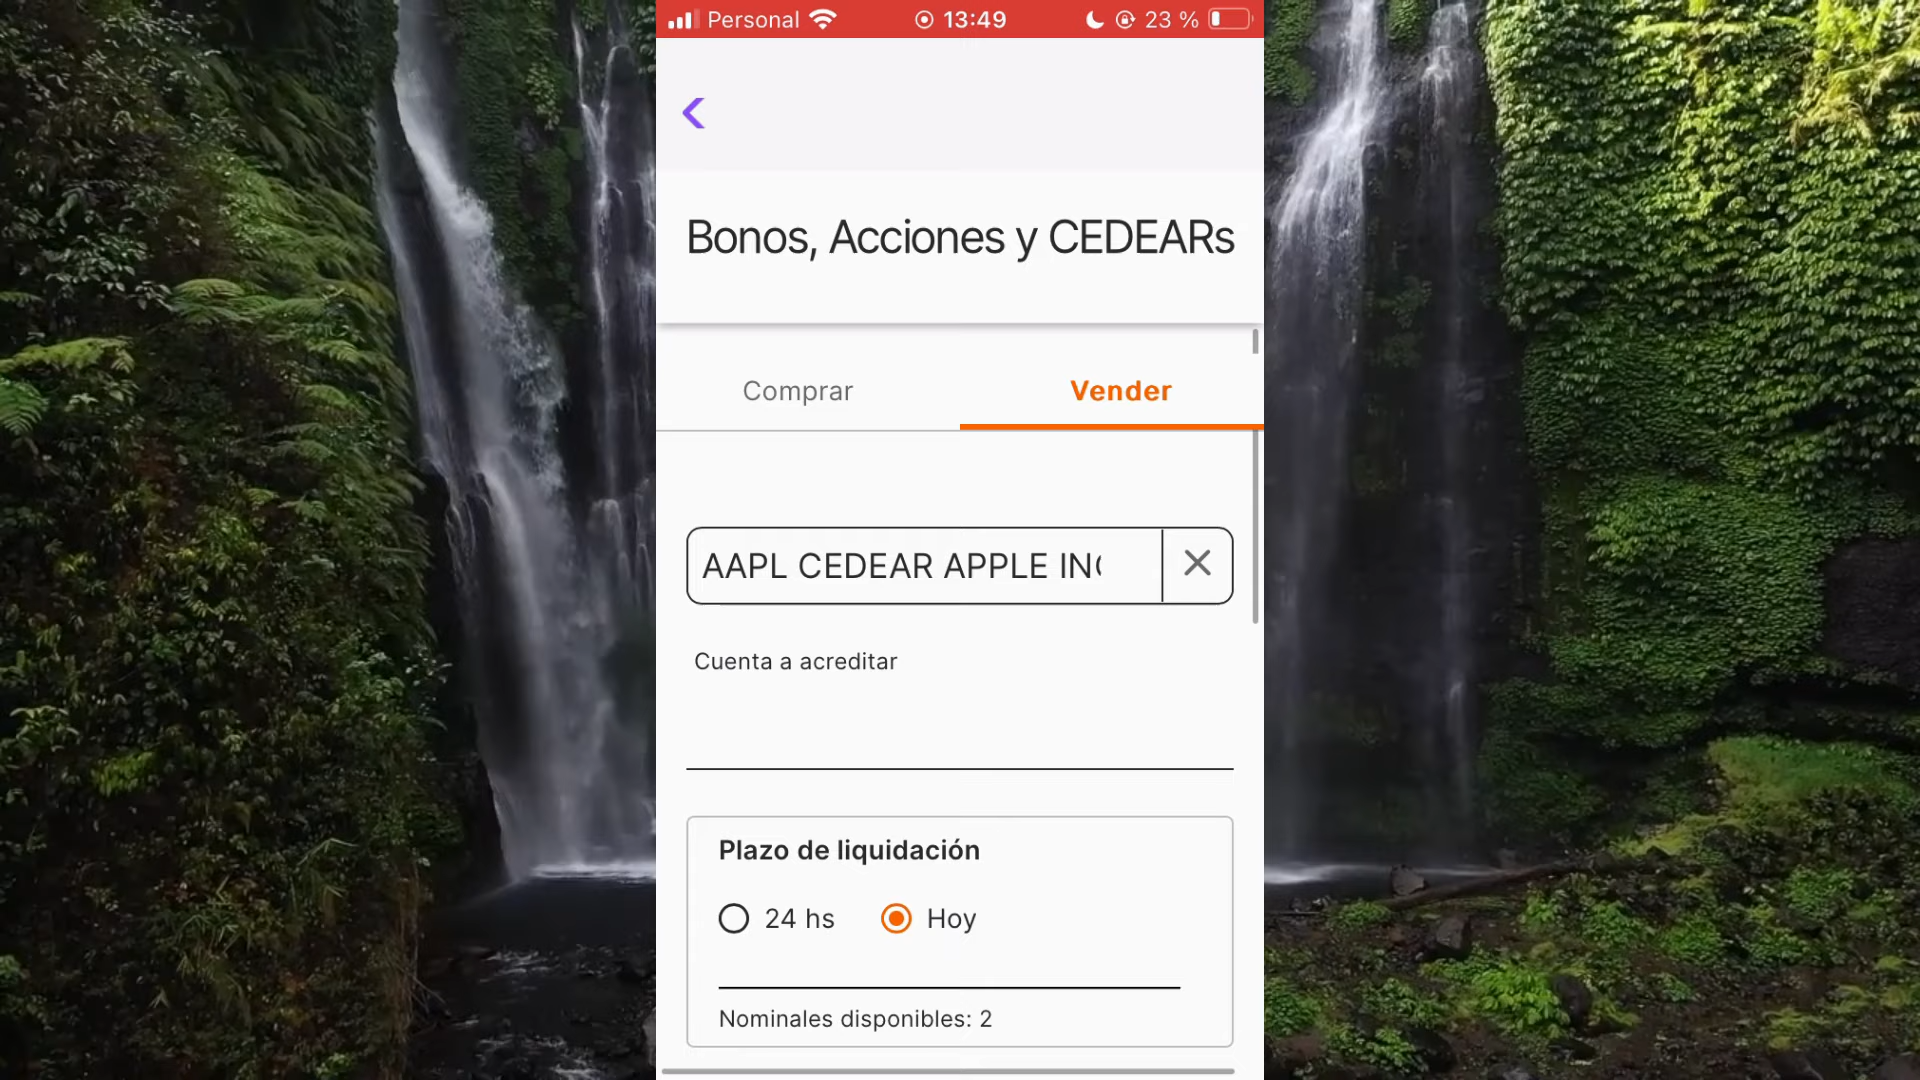 Personal 13:49 23 %
Bonos, Acciones y CEDEARs
Comprar Vender
AAPL CEDEAR APPLE INC
Cuenta a acreditar
Plazo de liquidación
24 hs Hoy
Nominales disponibles: 2